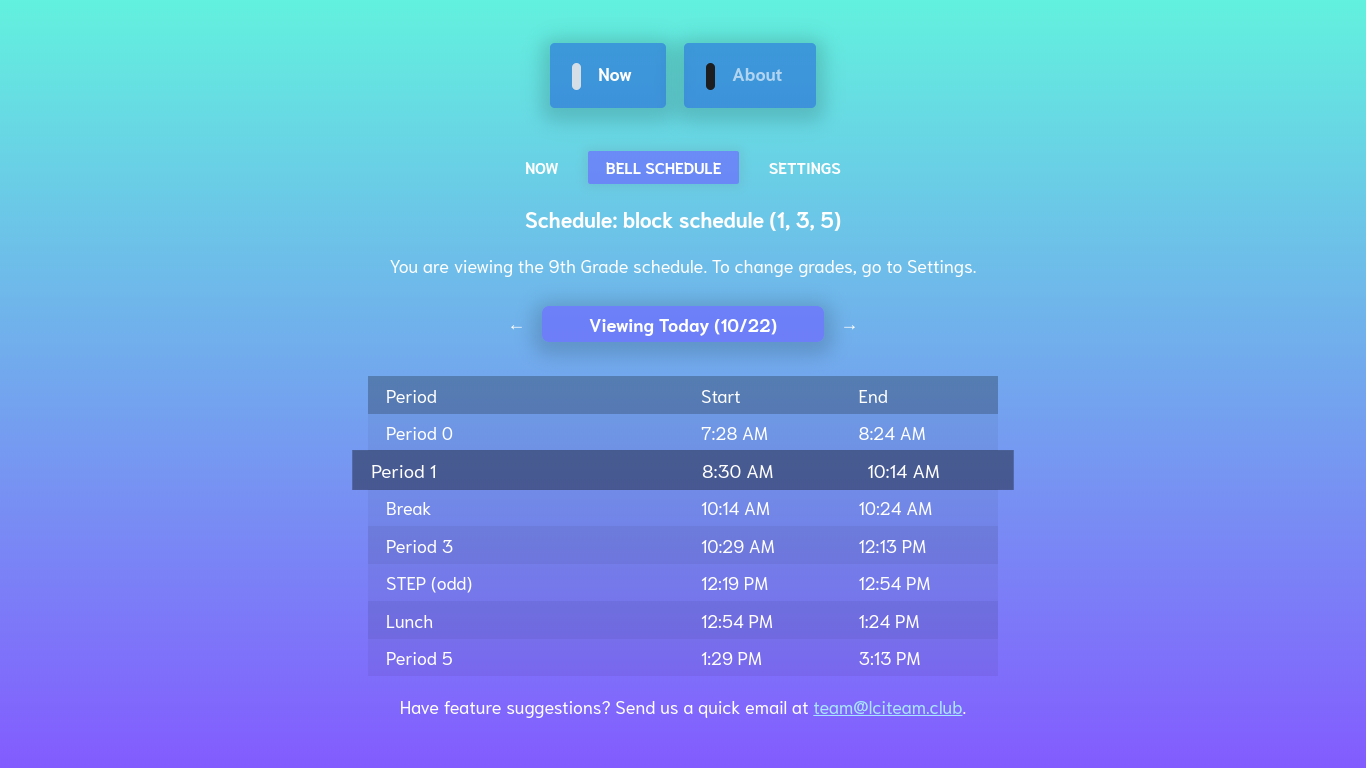 Now About
NOW BELL SCHEDULE SETTINGS
Schedule: block schedule (1, 3, 5)
You are viewing the 9th Grade schedule. To change grades, go to Settings.
← Viewing Today (10/22) →
Period Start End
Period 0 7:28 AM 8:24 AM
Period 1 8:30 AM 10:14 AM
Break 10:14 AM 10:24 AM
Period 3 10:29 AM 12:13 PM
STEP (odd) 12:19 PM 12:54 PM
Lunch 12:54 PM 1:24 PM
Period 5 1:29 PM 3:13 PM
Have feature suggestions? Send us a quick email at team@lciteam.club.